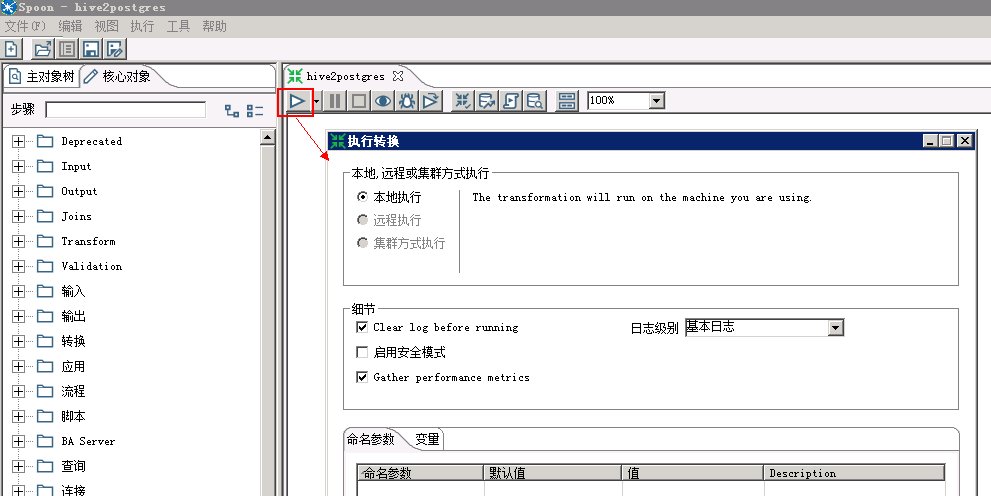 Spoon - hive2postgres
文件(F) 编辑 视图 执行 工具 帮助
主对象树 核心对象
步骤
Deprecated
Input
Output
Joins
Transform
Validation
输入
输出
转换
应用
流程
脚本
BA Server
查询
连接
hive2postgres
100%
执行转换
本地,远程或集群方式执行
本地执行
The transformation will run on the machine you are using.
远程执行
集群方式执行
细节
Clear log before running
日志级别 基本日志
启用安全模式
Gather performance metrics
命名参数 变量
命名参数 默认值 值 Description